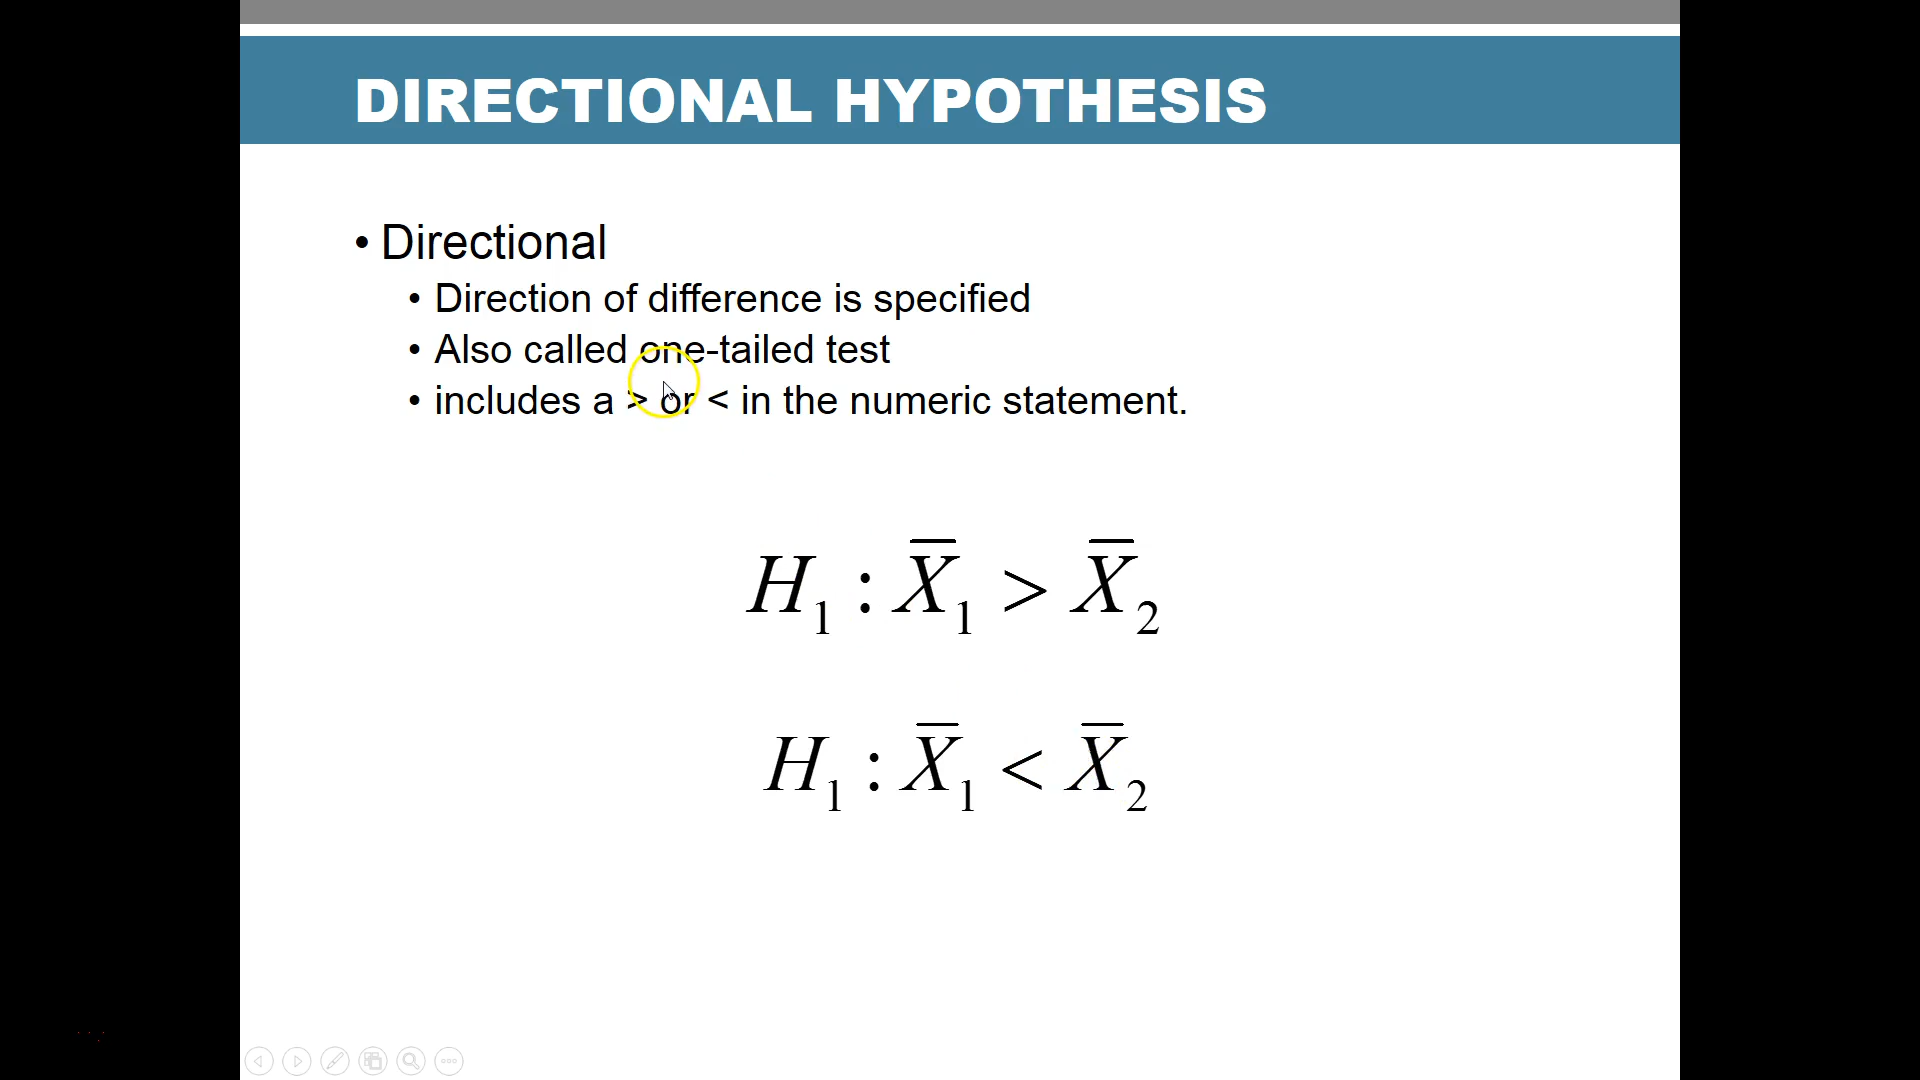 DIRECTIONAL HYPOTHESIS
• Directional
• Direction of difference is specified
• Also called one-tailed test
• includes a > or < in the numeric statement.
H₁ : X̅₁ > X̅₂
H₁ : X̅₁ < X̅₂